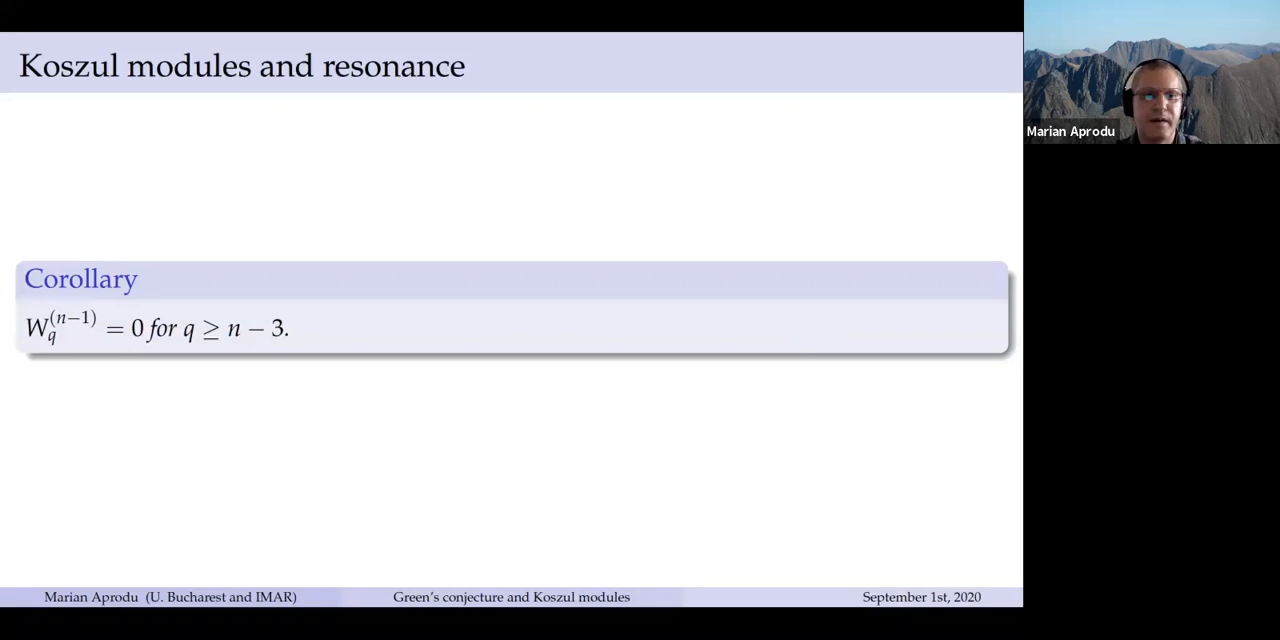 Koszul modules and resonance
Marian Aprodu
Corollary
W_q^{(n−1)} = 0 for q ≥ n − 3.
Marian Aprodu (U. Bucharest and IMAR)
Green's conjecture and Koszul modules
September 1st, 2020